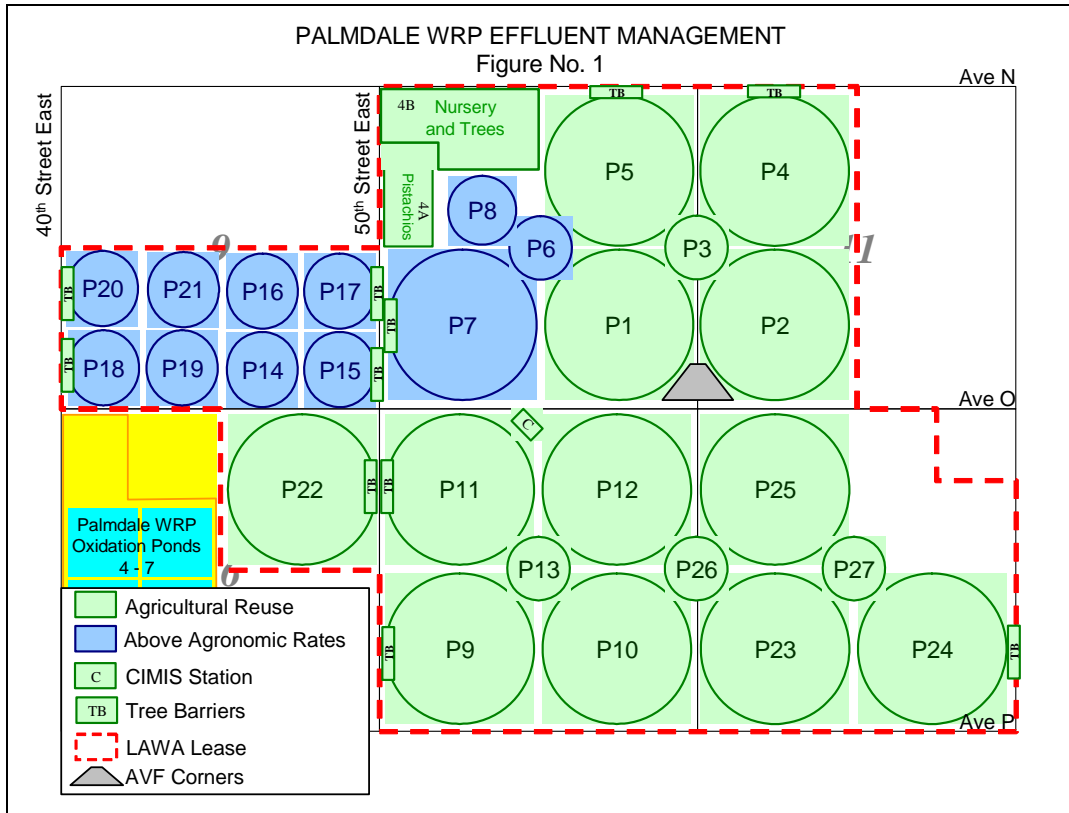 PALMDALE WRP EFFLUENT MANAGEMENT
Figure No. 1
Ave N
40th Street East
50th Street East
TB
TB
4B
Nursery
and Trees
P5
P4
4A
Pistachios
P8
P6
P3
9
11
TB
P20
P21
P16
P17
TB
TB
P7
P1
P2
TB
P18
P19
P14
P15
TB
Ave O
C
P22
TB
TB
P11
P12
P25
Palmdale WRP
Oxidation Ponds
4 - 7
6
P13
P26
P27
TB
P9
P10
P23
P24
TB
Ave P
Agricultural Reuse
Above Agronomic Rates
C
CIMIS Station
TB
Tree Barriers
LAWA Lease
AVF Corners